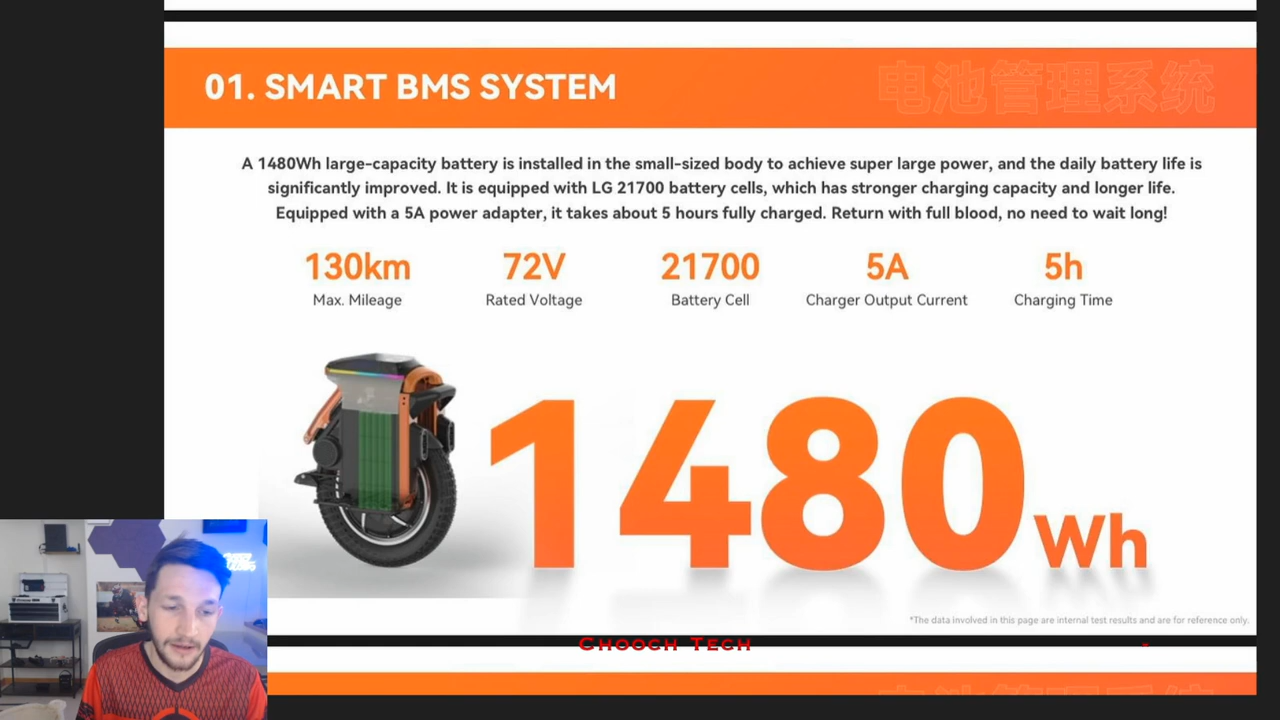 01. SMART BMS SYSTEM
电池管理系统
A 1480Wh large-capacity battery is installed in the small-sized body to achieve super large power, and the daily battery life is
significantly improved. It is equipped with LG 21700 battery cells, which has stronger charging capacity and longer life.
Equipped with a 5A power adapter, it takes about 5 hours fully charged. Return with full blood, no need to wait long!
130km
72V
21700
5A
5h
Max. Mileage
Rated Voltage
Battery Cell
Charger Output Current
Charging Time
1480Wh
*The data involved in this page are internal test results and are for reference only.
Chooch Tech